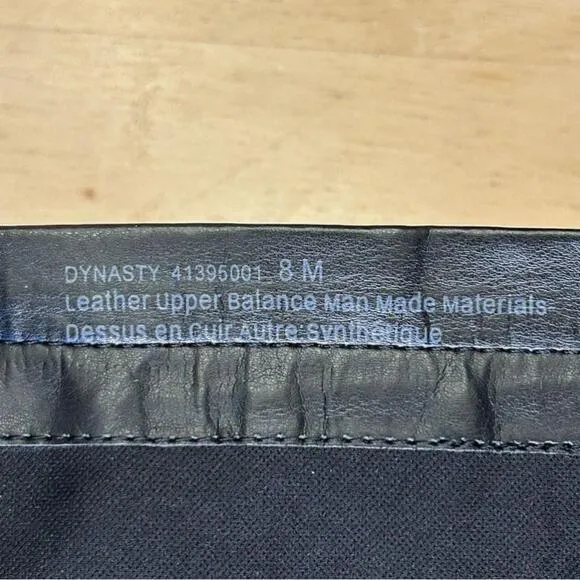 DYNASTY 41395001 8 M
Leather Upper Balance Man Made Materials
Dessus en Cuir Autre Synthetique